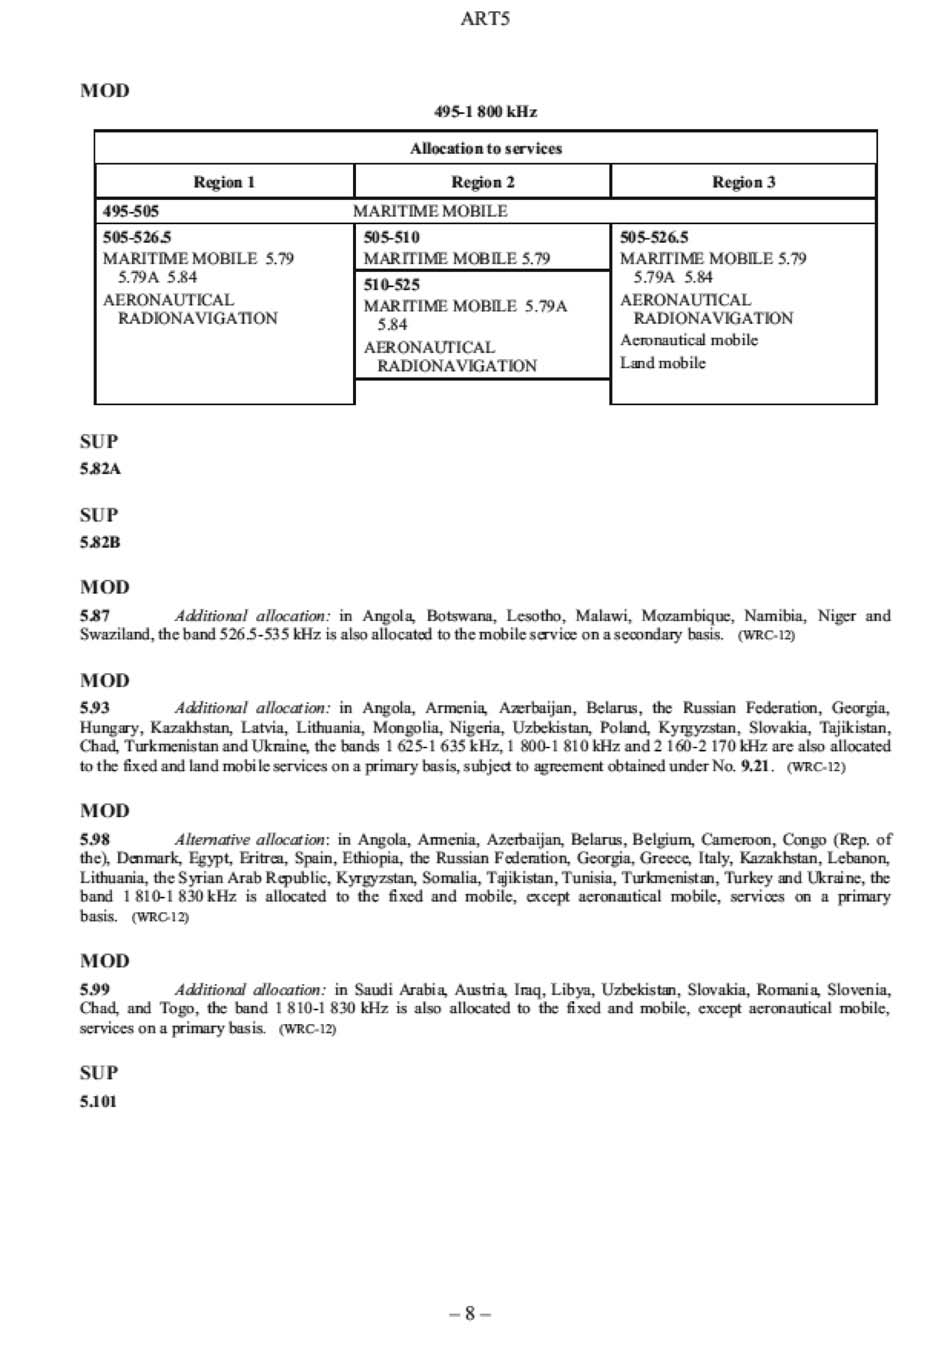 ART5
MOD
495-1 800 kHz
Allocation to services
Region 1
Region 2
Region 3
495-505 MARITIME MOBILE
505-526.5
MARITIME MOBILE 5.79
5.79A 5.84
AERONAUTICAL
RADIONAVIGATION
505-510
MARITIME MOBILE 5.79
510-525
MARITIME MOBILE 5.79A
5.84
AERONAUTICAL
RADIONAVIGATION
505-526.5
MARITIME MOBILE 5.79
5.79A 5.84
AERONAUTICAL
RADIONAVIGATION
Aeronautical mobile
Land mobile
SUP
5.82A
SUP
5.82B
MOD
5.87 Additional allocation: in Angola, Botswana, Lesotho, Malawi, Mozambique, Namibia, Niger and
Swaziland, the band 526.5-535 kHz is also allocated to the mobile service on a secondary basis. (WRC-12)
MOD
5.93 Additional allocation: in Angola, Armenia, Azerbaijan, Belarus, the Russian Federation, Georgia,
Hungary, Kazakhstan, Latvia, Lithuania, Mongolia, Nigeria, Uzbekistan, Poland, Kyrgyzstan, Slovakia, Tajikistan,
Chad, Turkmenistan and Ukraine, the bands 1 625-1 635 kHz, 1 800-1 810 kHz and 2 160-2 170 kHz are also allocated
to the fixed and land mobile services on a primary basis, subject to agreement obtained under No. 9.21. (WRC-12)
MOD
5.98 Alternative allocation: in Angola, Armenia, Azerbaijan, Belarus, Belgium, Cameroon, Congo (Rep. of
the), Denmark, Egypt, Eritrea, Spain, Ethiopia, the Russian Federation, Georgia, Greece, Italy, Kazakhstan, Lebanon,
Lithuania, the Syrian Arab Republic, Kyrgyzstan, Somalia, Tajikistan, Tunisia, Turkmenistan, Turkey and Ukraine, the
band 1 810-1 830 kHz is allocated to the fixed and mobile, except aeronautical mobile, services on a primary
basis. (WRC-12)
MOD
5.99 Additional allocation: in Saudi Arabia, Austria, Iraq, Libya, Uzbekistan, Slovakia, Romania, Slovenia,
Chad, and Togo, the band 1 810-1 830 kHz is also allocated to the fixed and mobile, except aeronautical mobile,
services on a primary basis. (WRC-12)
SUP
5.101
– 8 –